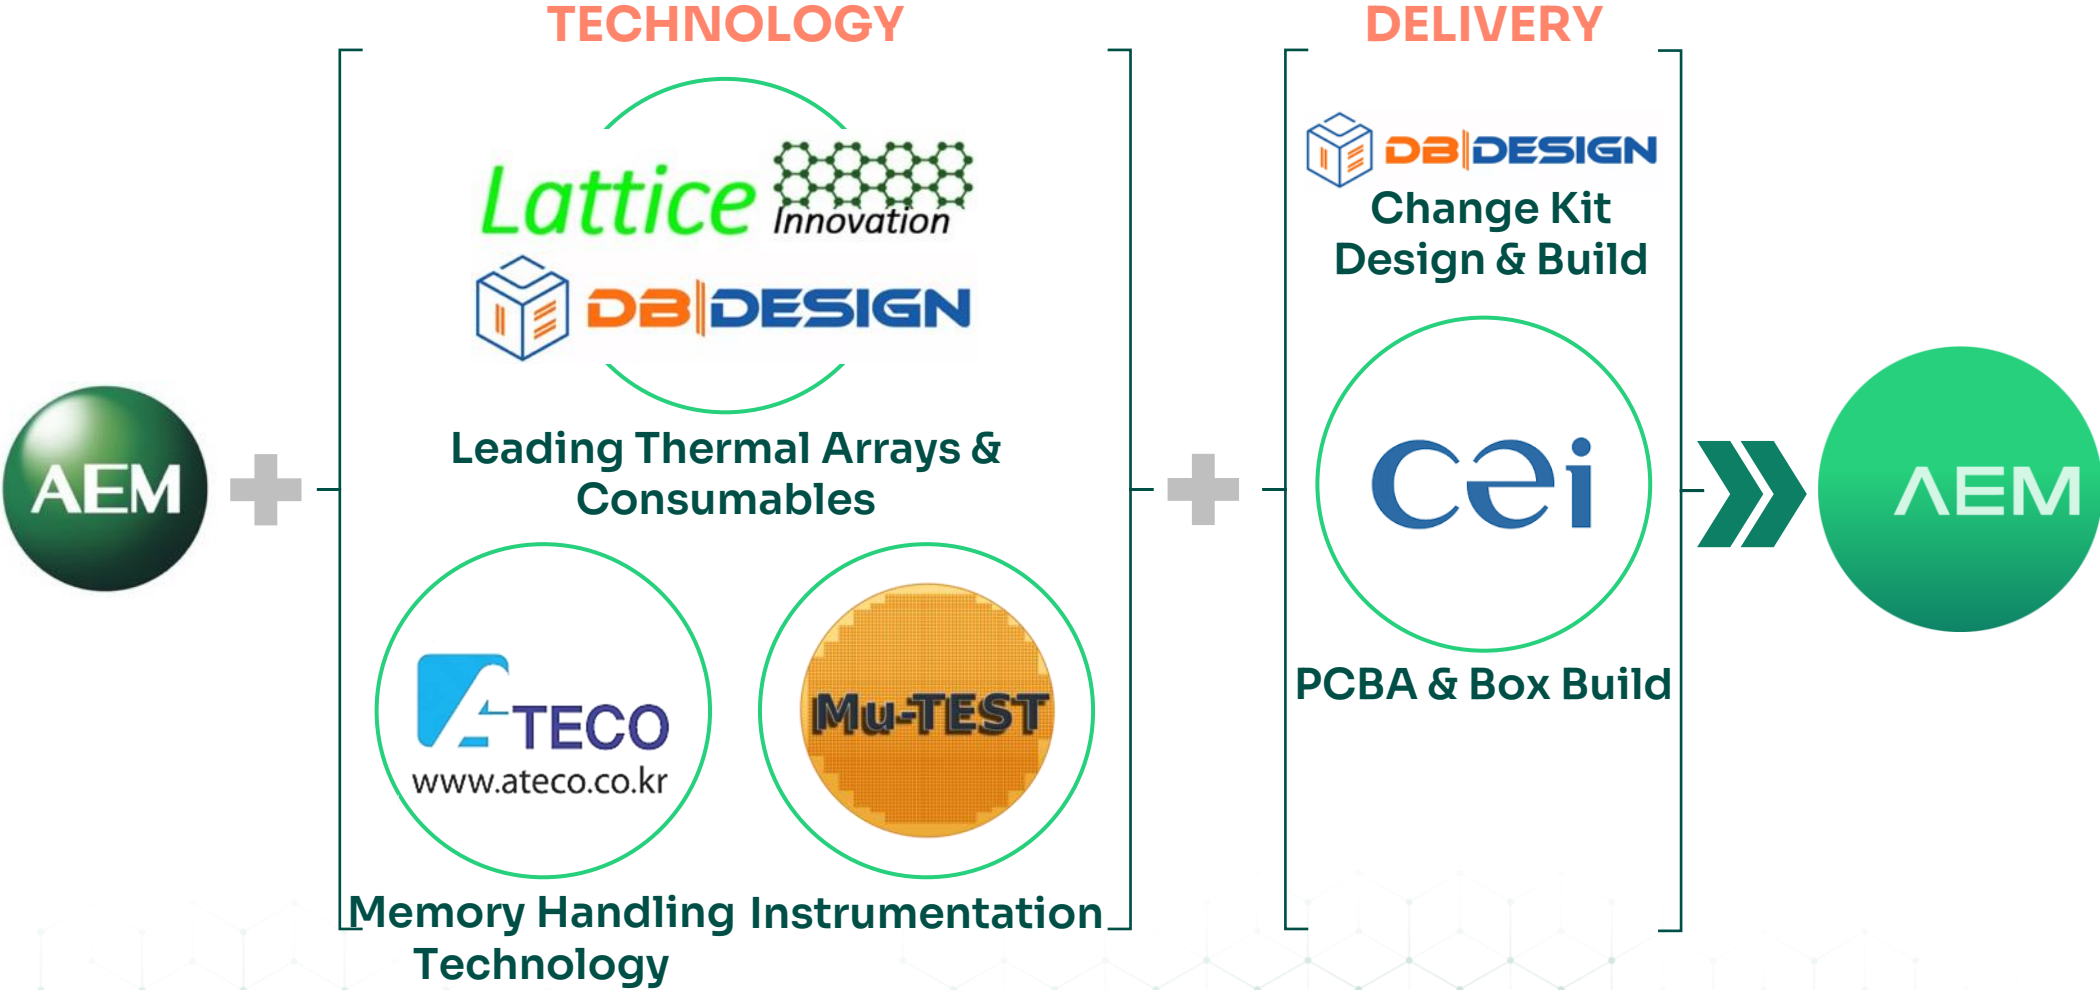 AEM
TECHNOLOGY
Lattice Innovation
DB|DESIGN
Leading Thermal Arrays &
Consumables
ATECO
www.ateco.co.kr
Memory Handling
Technology
Mu-TEST
Instrumentation
DELIVERY
DB|DESIGN
Change Kit
Design & Build
cei
PCBA & Box Build
AEM